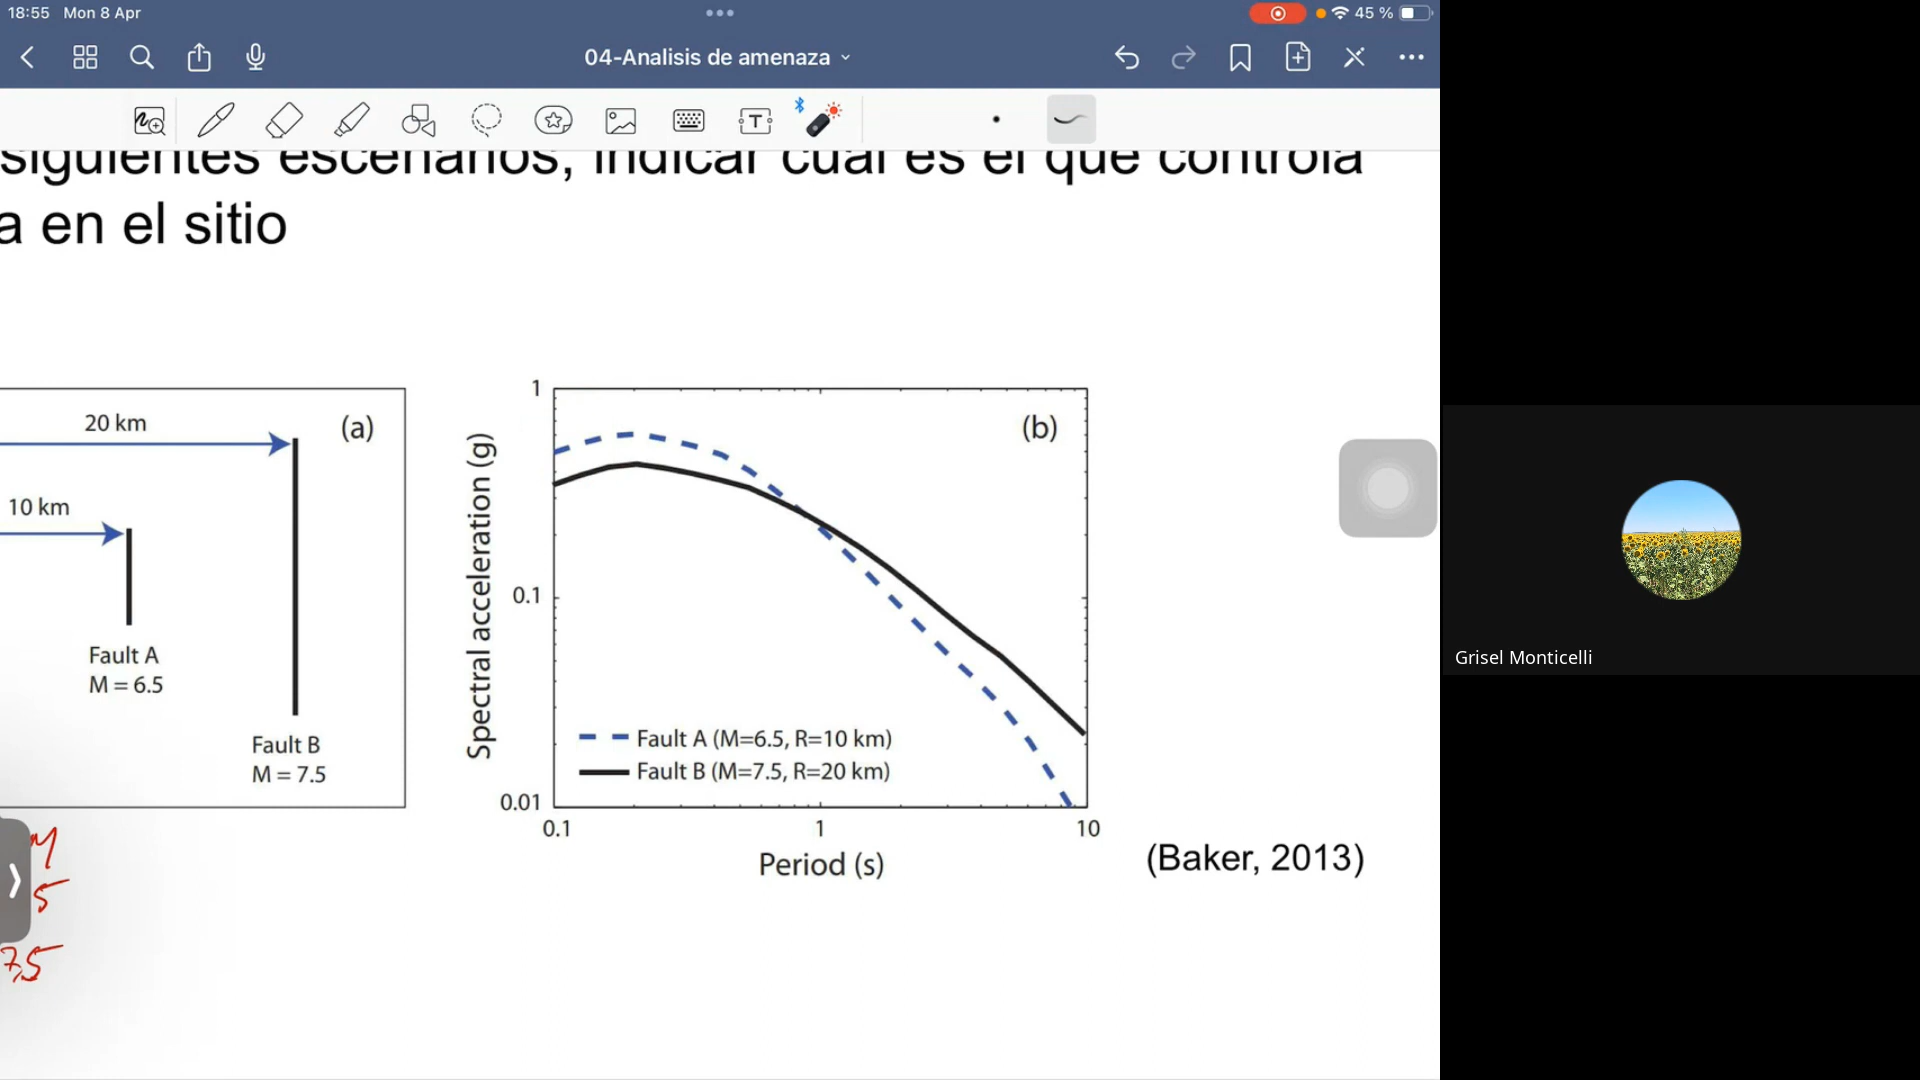 18:55 Mon 8 Apr
45 %
04-Analisis de amenaza
T
siguientes escenarios, indicar cuál es el que controla
a en el sitio
20 km
(a)
10 km
Fault A
M = 6.5
Fault B
M = 7.5
Spectral acceleration (g)
1
0.1
0.01
(b)
Fault A (M=6.5, R=10 km)
Fault B (M=7.5, R=20 km)
0.1
1
10
Period (s)
(Baker, 2013)
M
5
7,5
Grisel Monticelli